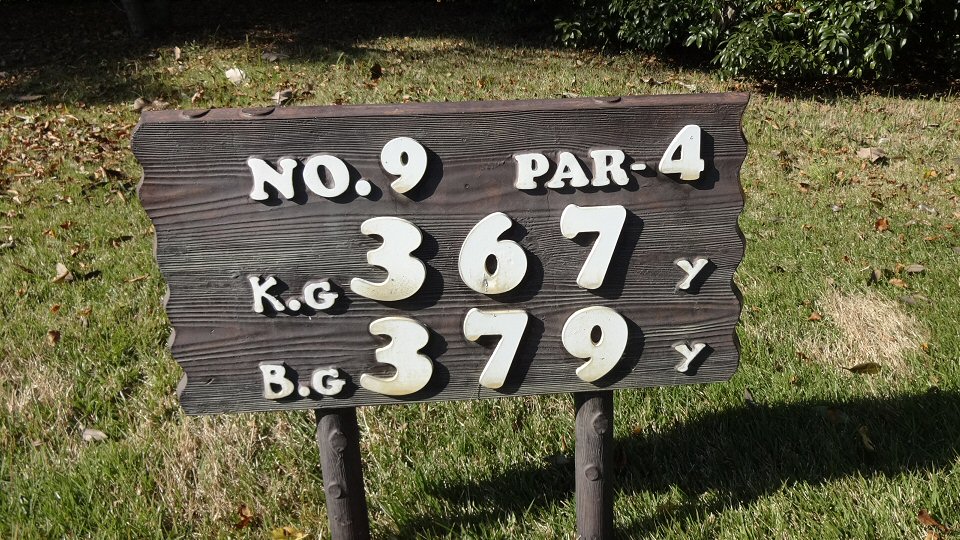 NO. 9 PAR-4
K.G 367 Y
B.G 379 Y